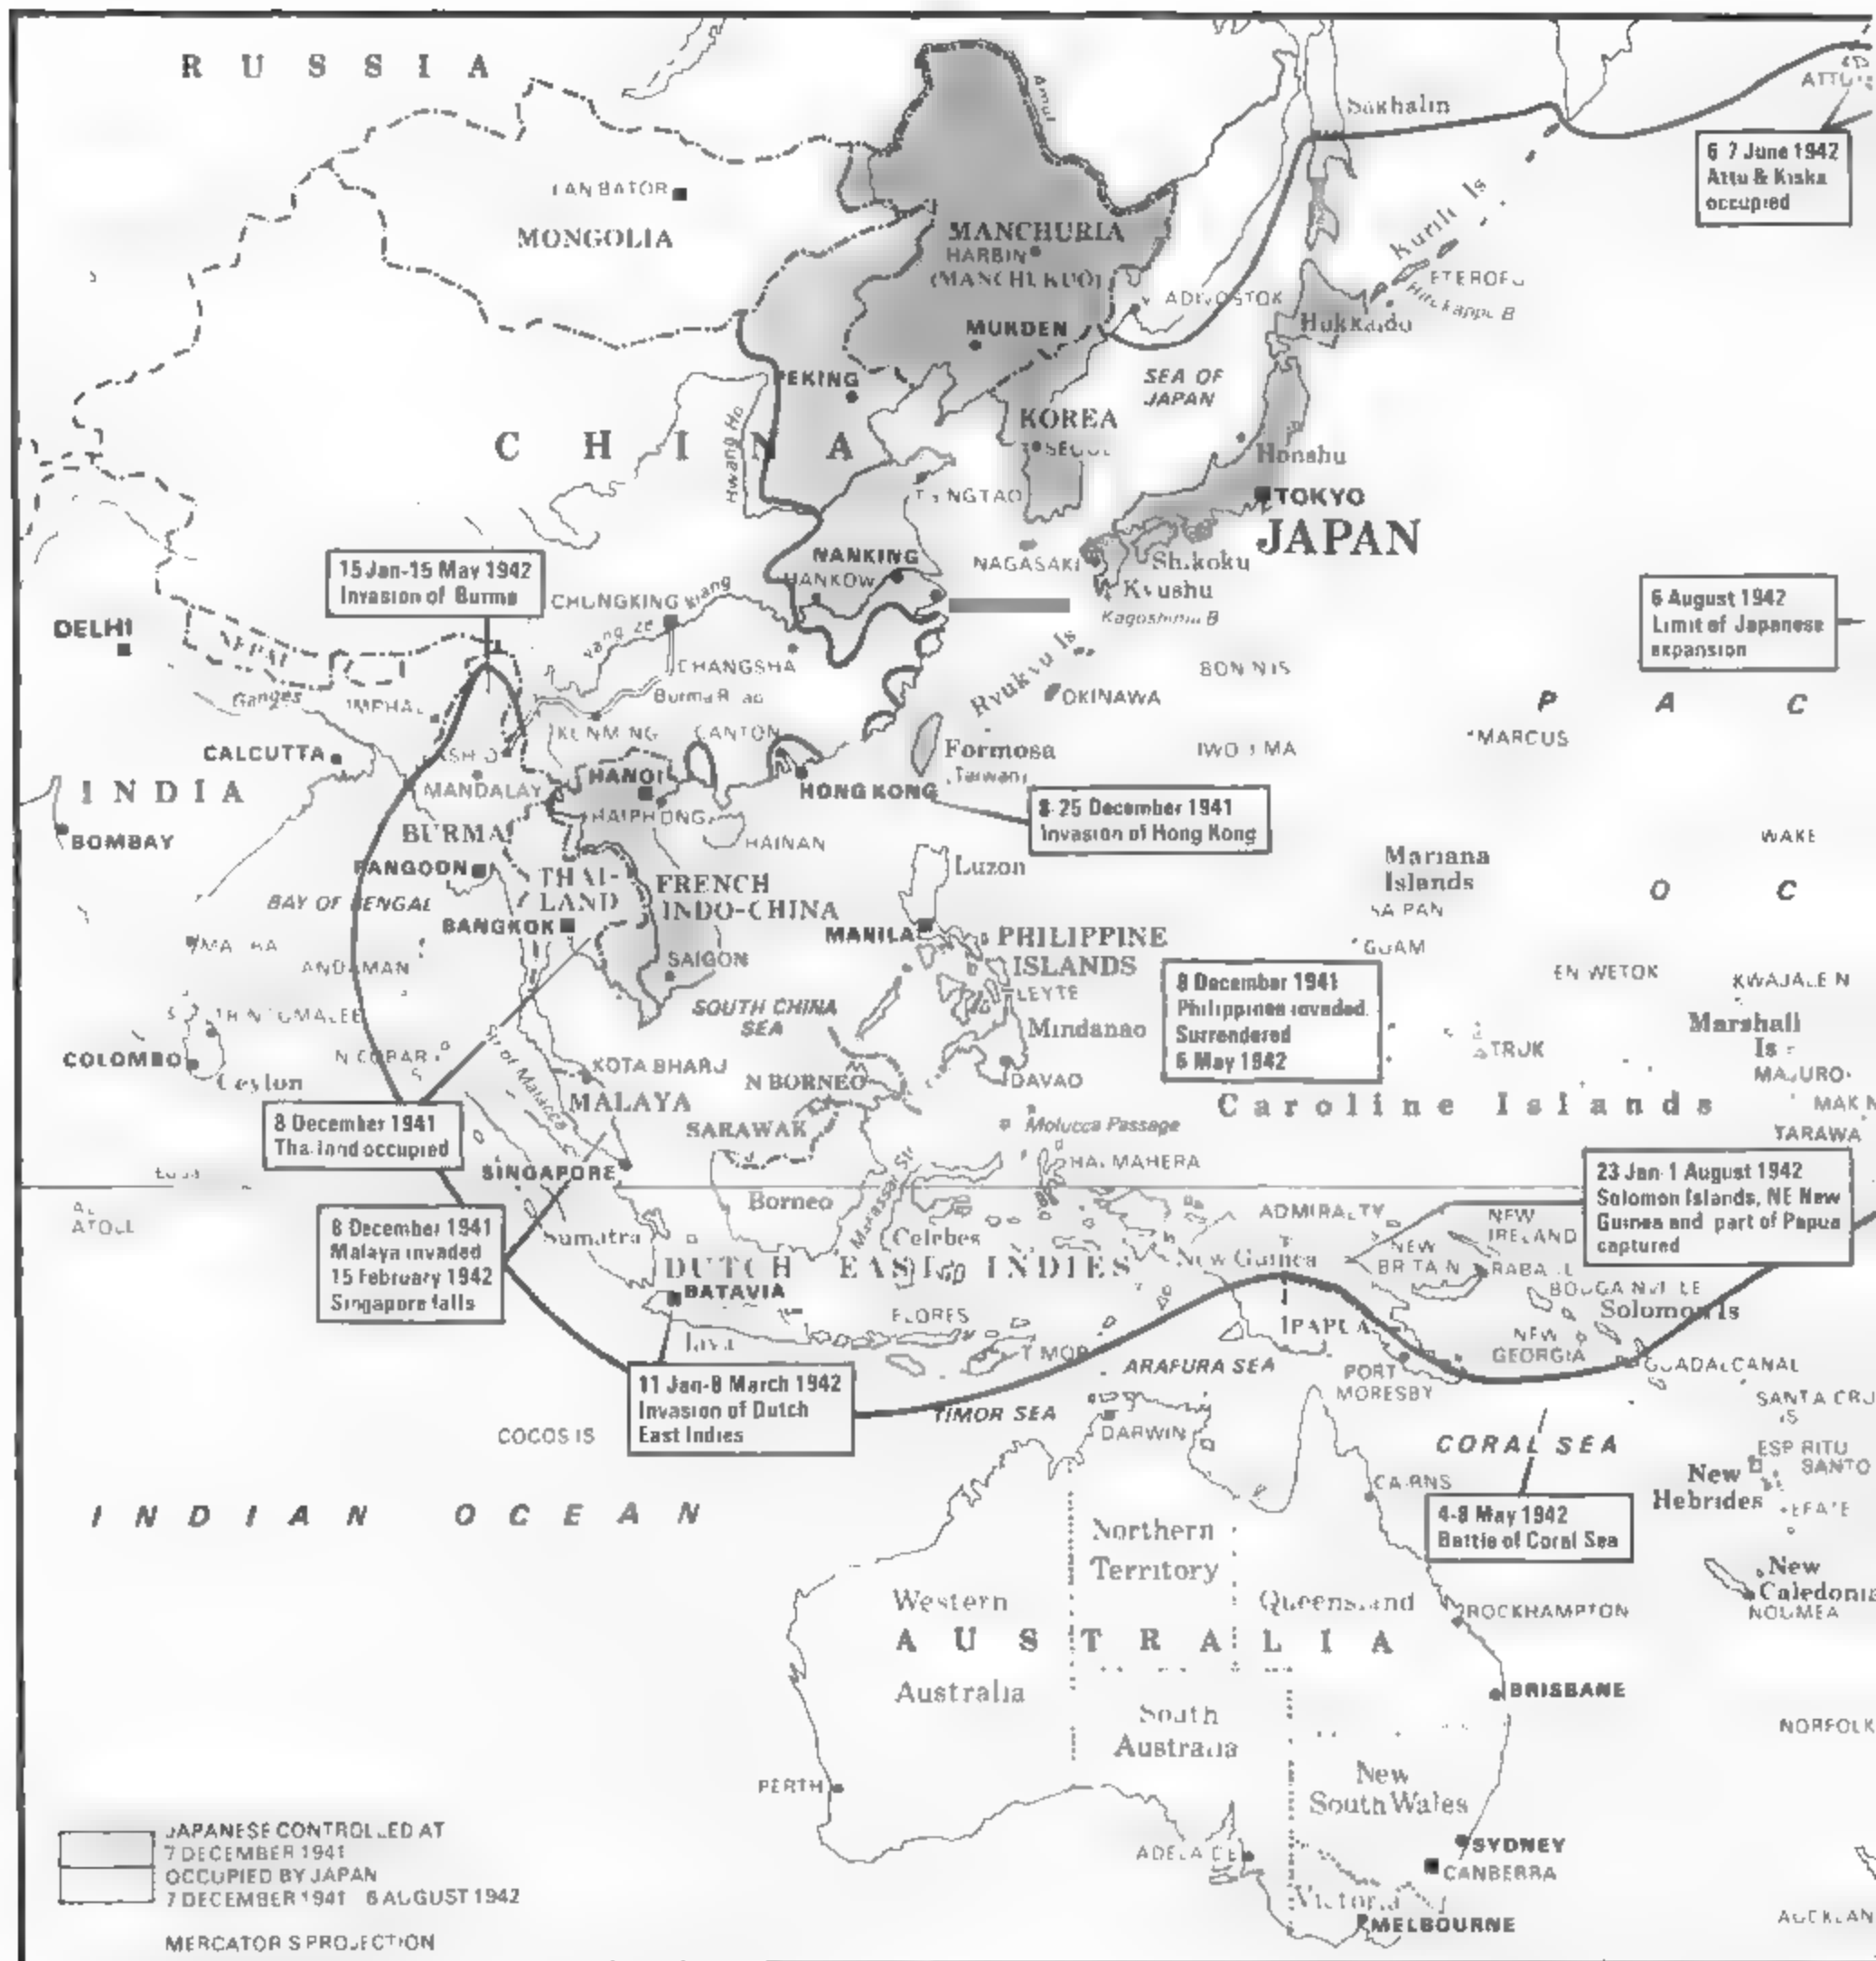 RUSSIA
Sakhalin
6 7 June 1942
Attu & Kiska
occupied
MONGOLIA
Kurile Is
MANCHURIA
HARBIN
(MANCHUKUO)
MUKDEN
Hokkaido
PEKING
SEA OF
JAPAN
CHINA
Hwang Ho
KOREA
SEOUL
Honshu
TOKYO
JAPAN
NANKING
HANKOW
NAGASAKI
Kyushu
Kagoshima B
15 Jan-15 May 1942
Invasion of Burma
CHUNGKING
6 August 1942
Limit of Japanese
expansion
DELHI
CHANGSHA
Ryukyu Is
OKINAWA
Ganges
IMPHAL
CANTON
CALCUTTA
MARCUS
P A C
INDIA
MANDALAY
HANOI
HAIPHONG
HONG KONG
Formosa
8-25 December 1941
Invasion of Hong Kong
BOMBAY
BURMA
HAINAN
WAKE
RANGOON
THAI-
LAND
FRENCH
INDO-CHINA
Luzon
Mariana
Islands
BAY OF BENGAL
BANGKOK
MANILA
PHILIPPINE
ISLANDS
GUAM
O C
ANDAMAN
SAIGON
LEYTE
8 December 1941
Philippines invaded.
Surrendered
6 May 1942
SOUTH CHINA
SEA
Mindanao
TRUK
Marshall
Is
COLOMBO
Ceylon
KOTA BHARU
MALAYA
N BORNEO
DAVAO
MAJURO
Caroline Islands
8 December 1941
Thailand occupied
Str of Malacca
SARAWAK
Molucca Passage
TARAWA
SINGAPORE
HALMAHERA
Borneo
Makassar Str
Celebes
23 Jan-1 August 1942
Solomon Islands, NE New
Guinea and part of Papua
captured
ATOLL
8 December 1941
Malaya invaded
15 February 1942
Singapore falls
Sumatra
ADMIRALTY
NEW
IRELAND
New Guinea
NEW
BRITAIN
DUTCH EAST INDIES
BATAVIA
FLORES
Solomon Is
Java
PAPUA
NEW
GEORGIA
ARAFURA SEA
PORT
MORESBY
GUADALCANAL
11 Jan-8 March 1942
Invasion of Dutch
East Indies
TIMOR SEA
DARWIN
COCOS IS
CORAL SEA
CAIRNS
New
Hebrides
INDIAN OCEAN
4-8 May 1942
Battle of Coral Sea
Northern
Territory
New
Caledonia
NOUMEA
Western
Queensland
ROCKHAMPTON
AUSTRALIA
Australia
BRISBANE
South
Australia
NORFOLK
PERTH
New
South Wales
SYDNEY
ADELAIDE
CANBERRA
Victoria
MELBOURNE
JAPANESE CONTROLLED AT
7 DECEMBER 1941
OCCUPIED BY JAPAN
7 DECEMBER 1941 6 AUGUST 1942
MERCATOR S PROJECTION